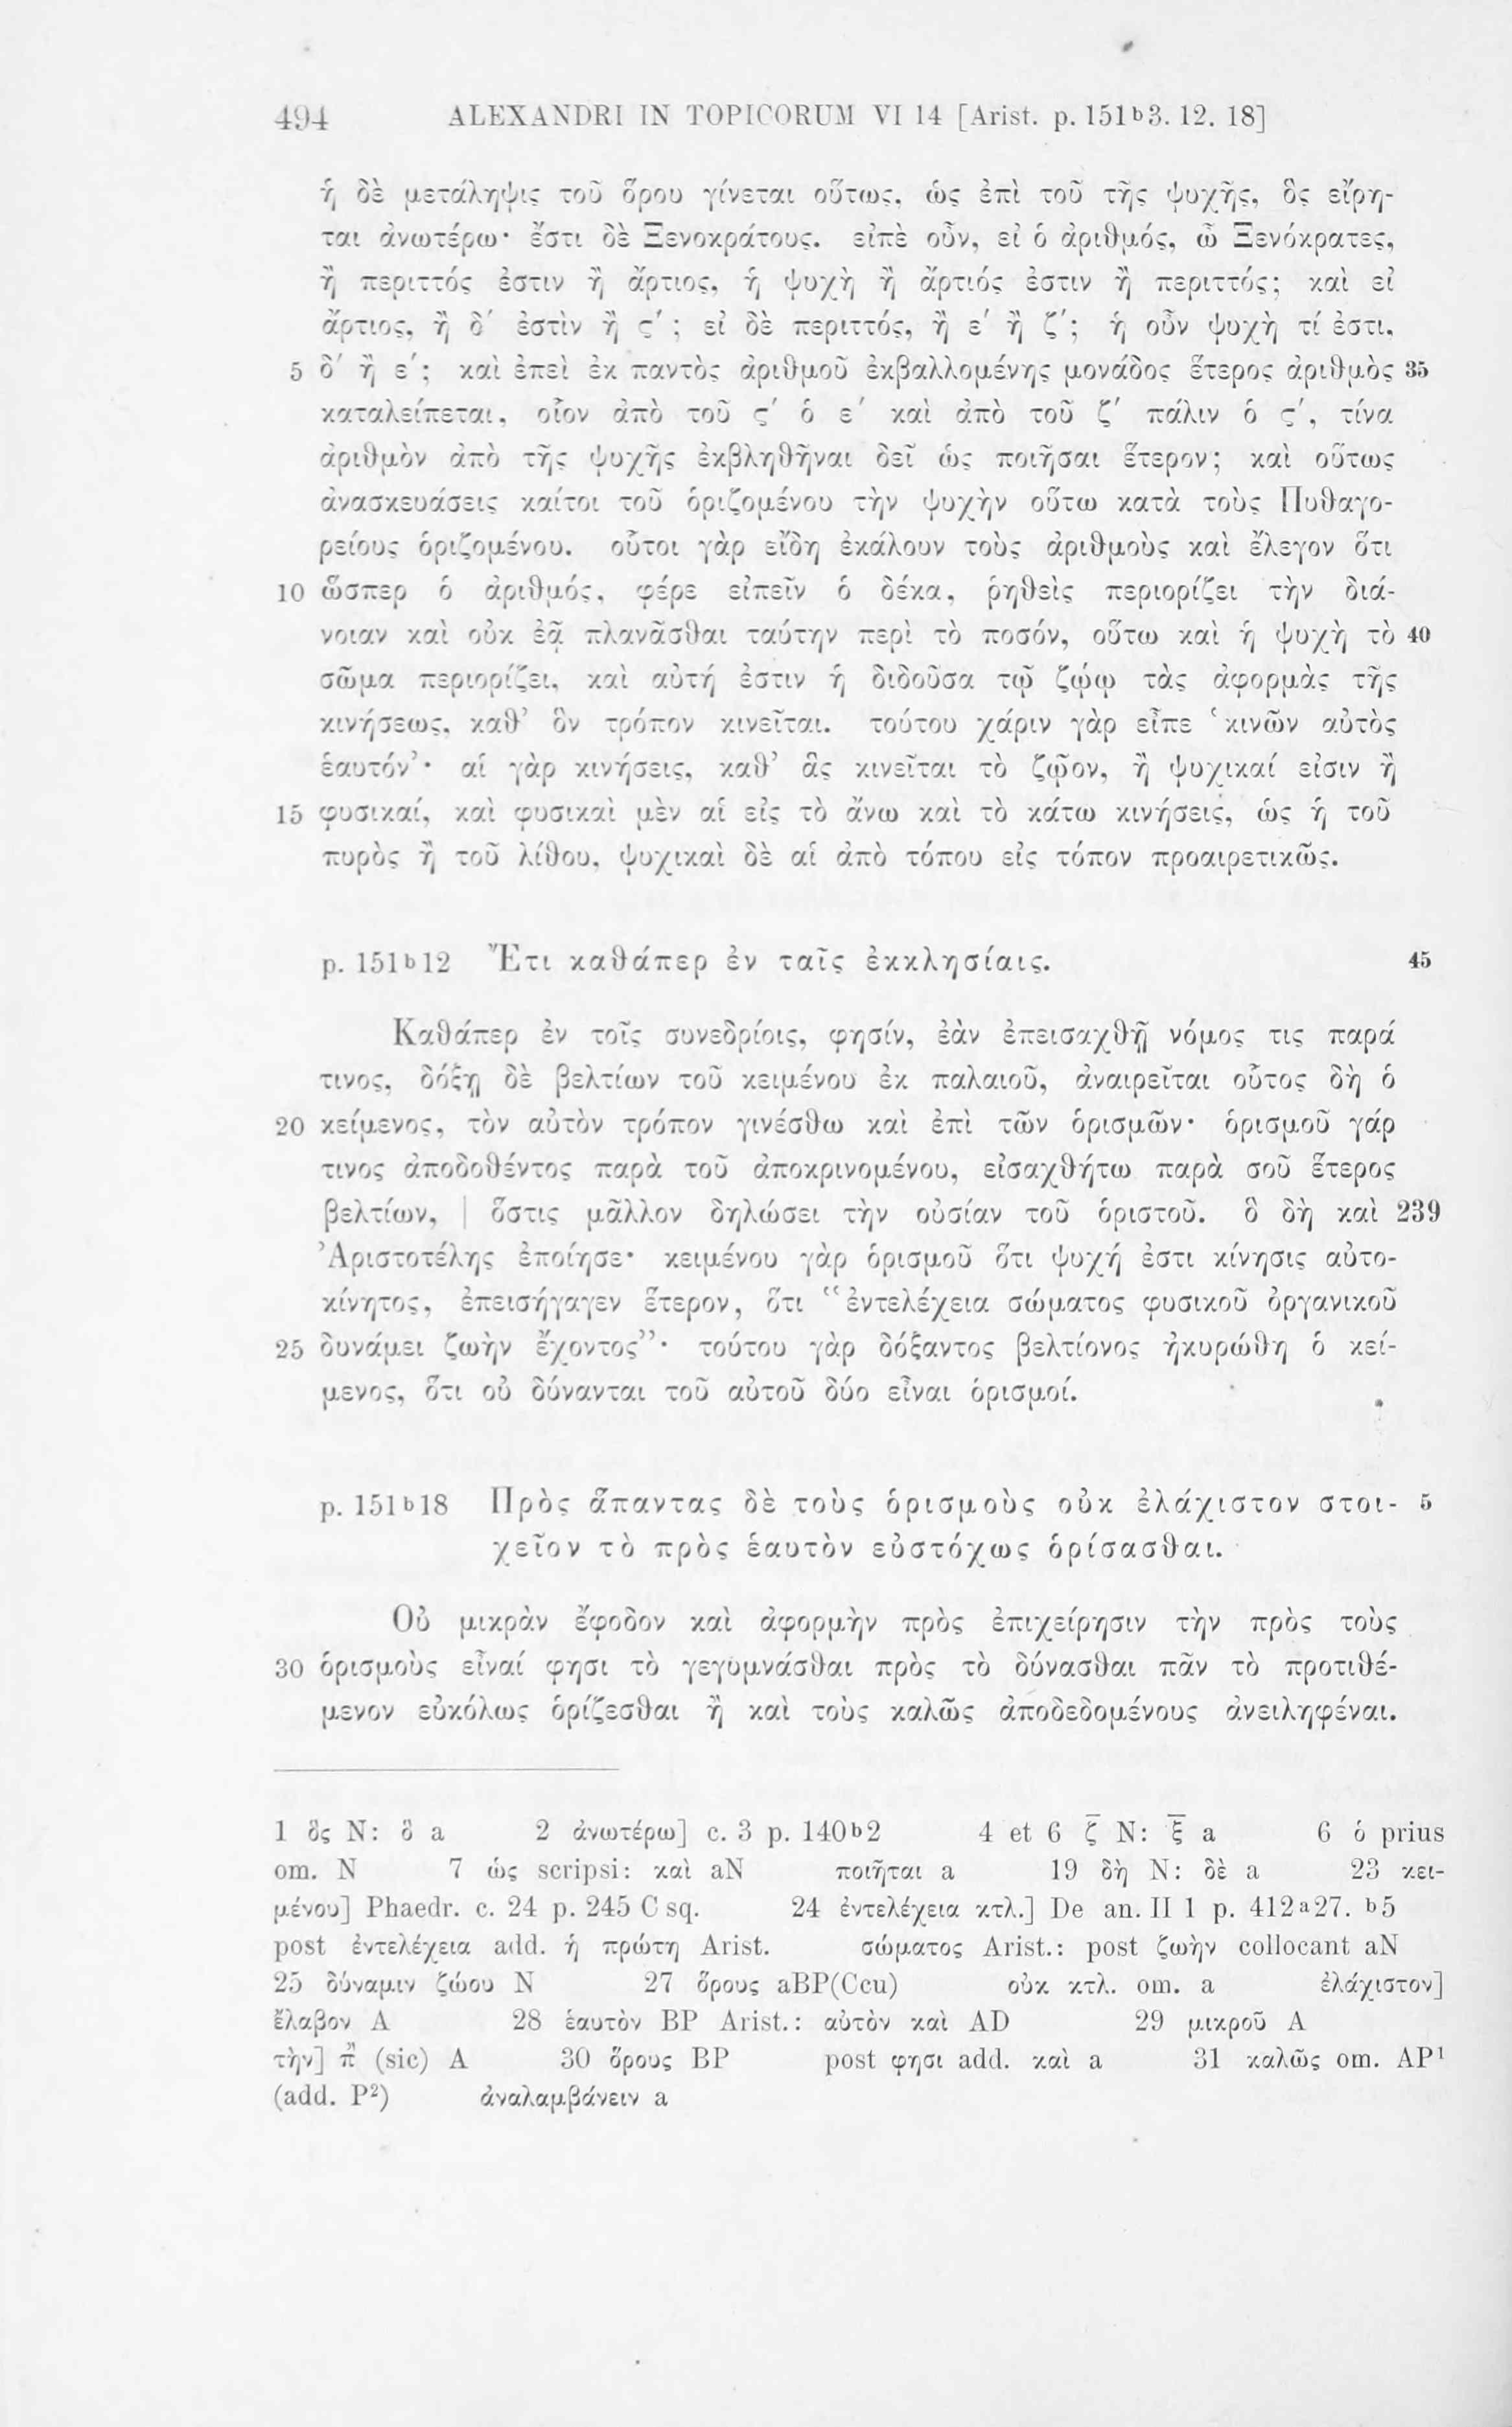 494 ALEXANDRI IN TOPICORUM VI 14 [Arist. p. 151ᵇ3. 12. 18]
ἡ δὲ μετάληψις τοῦ ὅρου γίνεται οὕτως, ὡς ἐπὶ τοῦ τῆς ψυχῆς, ὃς εἴρη-
ται ἀνωτέρω· ἔστι δὲ Ξενοκράτους. εἰπὲ οὖν, εἰ ὁ ἀριθμός, ὦ Ξενόκρατες,
ἢ περιττός ἐστιν ἢ ἄρτιος, ἡ ψυχὴ ἢ ἄρτιός ἐστιν ἢ περιττός; καὶ εἰ
ἄρτιος, ἢ δ′ ἐστὶν ἢ ϛ′; εἰ δὲ περιττός, ἢ ε′ ἢ ζ′; ἡ οὖν ψυχὴ τί ἐστι,
5 δ′ ἢ ε′; καὶ ἐπεὶ ἐκ παντὸς ἀριθμοῦ ἐκβαλλομένης μονάδος ἕτερος ἀριθμὸς 35
καταλείπεται, οἷον ἀπὸ τοῦ ϛ′ ὁ ε′ καὶ ἀπὸ τοῦ ζ′ πάλιν ὁ ϛ′, τίνα
ἀριθμὸν ἀπὸ τῆς ψυχῆς ἐκβληθῆναι δεῖ ὡς ποιῆσαι ἕτερον; καὶ οὕτως
ἀνασκευάσεις καίτοι τοῦ ὁριζομένου τὴν ψυχὴν οὕτω κατὰ τοὺς Πυθαγο-
ρείους ὁριζομένου. οὗτοι γὰρ εἴδη ἐκάλουν τοὺς ἀριθμοὺς καὶ ἔλεγον ὅτι
10 ὥσπερ ὁ ἀριθμός, φέρε εἰπεῖν ὁ δέκα, ῥηθεὶς περιορίζει τὴν διά-
νοιαν καὶ οὐκ ἐᾷ πλανᾶσθαι ταύτην περὶ τὸ ποσόν, οὕτω καὶ ἡ ψυχὴ τὸ 40
σῶμα περιορίζει, καὶ αὐτή ἐστιν ἡ διδοῦσα τῷ ζῴῳ τὰς ἀφορμὰς τῆς
κινήσεως, καθ’ ὃν τρόπον κινεῖται. τούτου χάριν γὰρ εἶπε ‘κινῶν αὐτὸς
ἑαυτόν’· αἱ γὰρ κινήσεις, καθ’ ἃς κινεῖται τὸ ζῷον, ἢ ψυχικαί εἰσιν ἢ
15 φυσικαί, καὶ φυσικαὶ μὲν αἱ εἰς τὸ ἄνω καὶ τὸ κάτω κινήσεις, ὡς ἡ τοῦ
πυρὸς ἢ τοῦ λίθου, ψυχικαὶ δὲ αἱ ἀπὸ τόπου εἰς τόπον προαιρετικῶς.
p. 151ᵇ12 Ἔτι καθάπερ ἐν ταῖς ἐκκλησίαις. 45
Καθάπερ ἐν τοῖς συνεδρίοις, φησίν, ἐὰν ἐπεισαχθῇ νόμος τις παρά
τινος, δόξῃ δὲ βελτίων τοῦ κειμένου ἐκ παλαιοῦ, ἀναιρεῖται οὗτος δὴ ὁ
20 κείμενος, τὸν αὐτὸν τρόπον γινέσθω καὶ ἐπὶ τῶν ὁρισμῶν· ὁρισμοῦ γάρ
τινος ἀποδοθέντος παρὰ τοῦ ἀποκρινομένου, εἰσαχθήτω παρὰ σοῦ ἕτερος
βελτίων, | ὅστις μᾶλλον δηλώσει τὴν οὐσίαν τοῦ ὁριστοῦ. ὃ δὴ καὶ 239
Ἀριστοτέλης ἐποίησε· κειμένου γὰρ ὁρισμοῦ ὅτι ψυχή ἐστι κίνησις αὐτο-
κίνητος, ἐπεισήγαγεν ἕτερον, ὅτι “ἐντελέχεια σώματος φυσικοῦ ὀργανικοῦ
25 δυνάμει ζωὴν ἔχοντος”· τούτου γὰρ δόξαντος βελτίονος ἠκυρώθη ὁ κεί-
μενος, ὅτι οὐ δύνανται τοῦ αὐτοῦ δύο εἶναι ὁρισμοί.
p. 151ᵇ18 Πρὸς ἅπαντας δὲ τοὺς ὁρισμοὺς οὐκ ἐλάχιστον στοι- 5
χεῖον τὸ πρὸς ἑαυτὸν εὐστόχως ὁρίσασθαι.
Οὐ μικρὰν ἔφοδον καὶ ἀφορμὴν πρὸς ἐπιχείρησιν τὴν πρὸς τοὺς
30 ὁρισμοὺς εἶναί φησι τὸ γεγυμνάσθαι πρὸς τὸ δύνασθαι πᾶν τὸ προτιθέ-
μενον εὐκόλως ὁρίζεσθαι ἢ καὶ τοὺς καλῶς ἀποδεδομένους ἀνειληφέναι.
1 ὃς N: ὃ a 2 ἀνωτέρω] c. 3 p. 140ᵇ2 4 et 6 ζ̄ N: ξ̄ a 6 ὁ prius
om. N 7 ὡς scripsi: καὶ aN ποιῆται a 19 δὴ N: δὲ a 23 κει-
μένου] Phaedr. c. 24 p. 245 C sq. 24 ἐντελέχεια κτλ.] De an. II 1 p. 412ᵃ27. ᵇ5
post ἐντελέχεια add. ἡ πρώτη Arist. σώματος Arist.: post ζωὴν collocant aN
25 δύναμιν ζώου N 27 ὅρους aBP(Ccu) οὐκ κτλ. om. a ἐλάχιστον]
ἔλαβον A 28 ἑαυτὸν BP Arist.: αὐτὸν καὶ AD 29 μικροῦ A
τὴν] π̈ (sic) A 30 ὅρους BP post φησι add. καὶ a 31 καλῶς om. AP¹
(add. P²) ἀναλαμβάνειν a